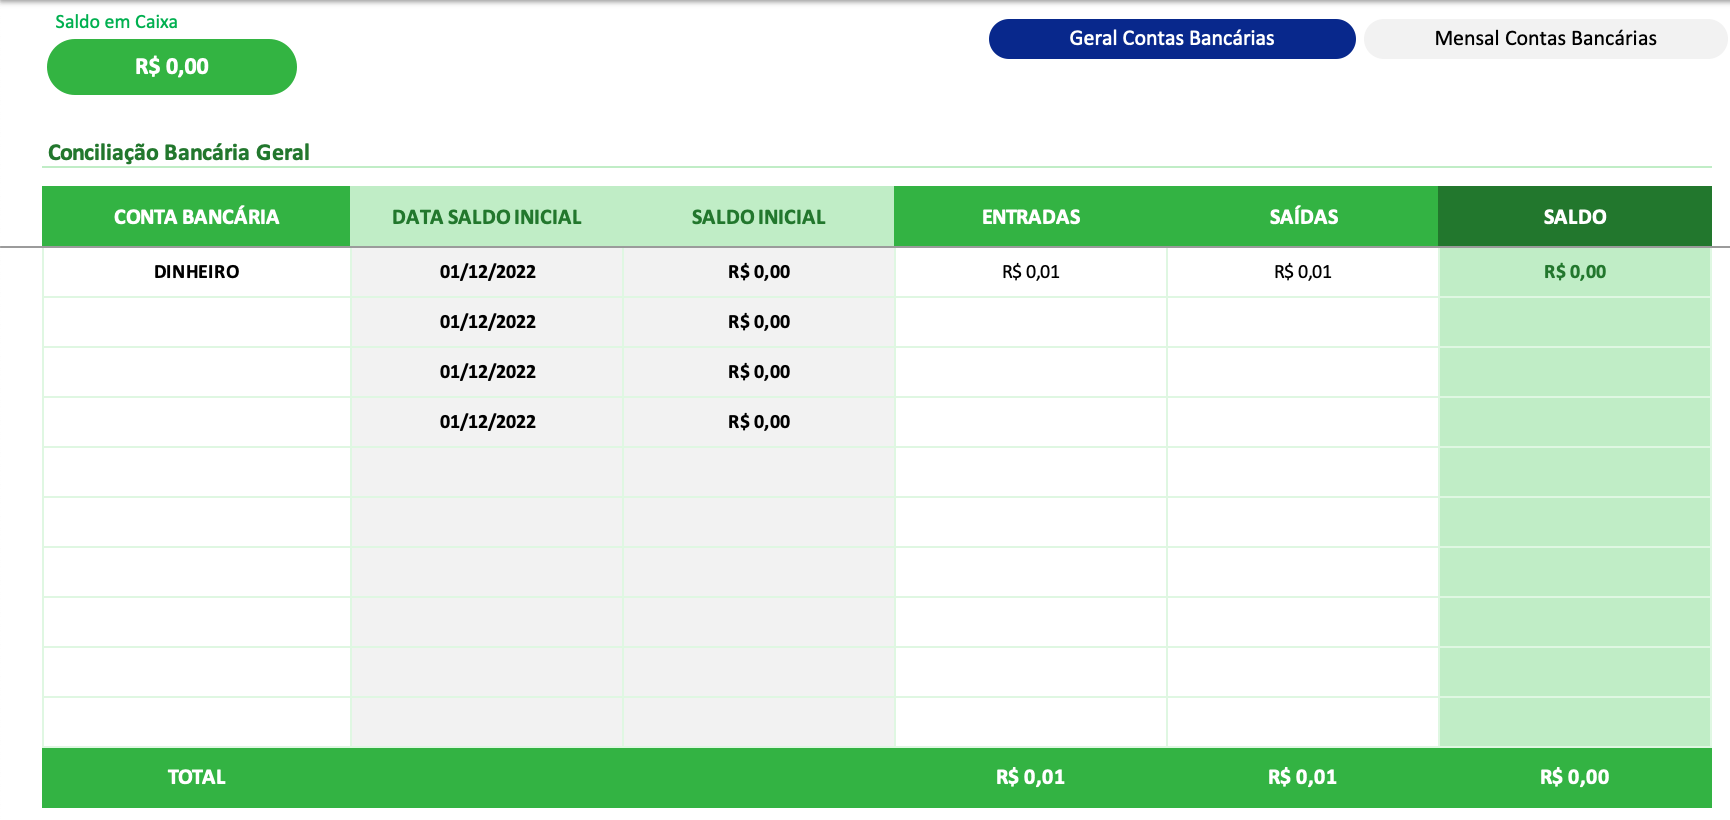 Saldo em Caixa
R$ 0,00
Geral Contas Bancárias
Mensal Contas Bancárias
Conciliação Bancária Geral
CONTA BANCÁRIA DATA SALDO INICIAL SALDO INICIAL ENTRADAS SAÍDAS SALDO
DINHEIRO 01/12/2022 R$ 0,00 R$ 0,01 R$ 0,01 R$ 0,00
01/12/2022 R$ 0,00
01/12/2022 R$ 0,00
01/12/2022 R$ 0,00
TOTAL R$ 0,01 R$ 0,01 R$ 0,00